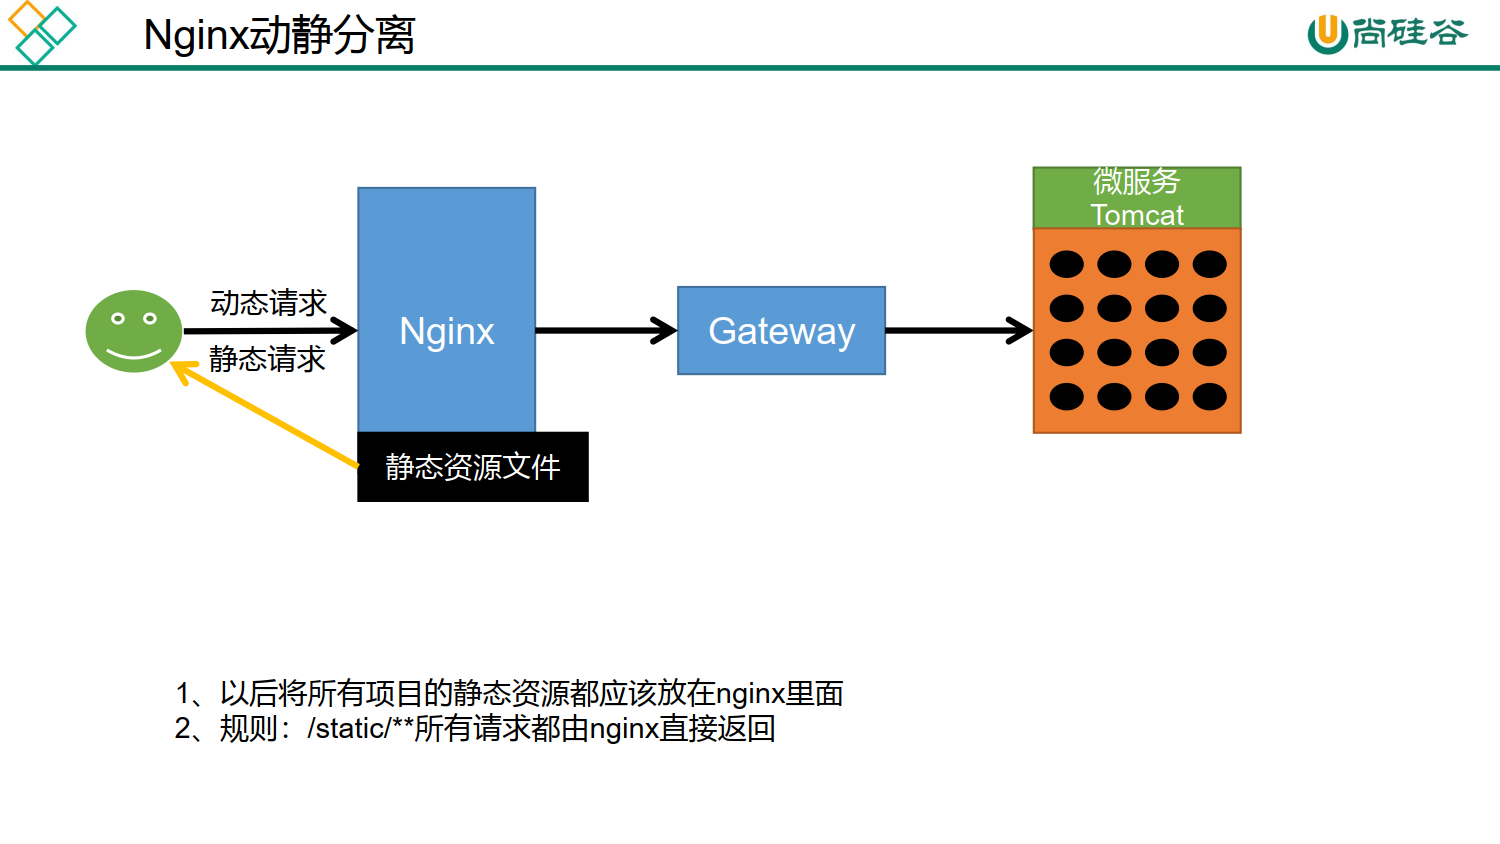 Nginx动静分离
尚硅谷
微服务
Tomcat
动态请求
静态请求
Nginx
Gateway
静态资源文件
1、以后将所有项目的静态资源都应该放在nginx里面
2、规则：/static/**所有请求都由nginx直接返回